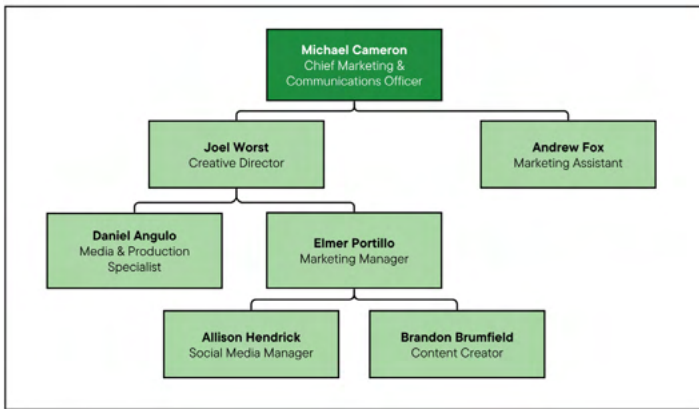 Michael Cameron
Chief Marketing &
Communications Officer
Joel Worst
Creative Director
Andrew Fox
Marketing Assistant
Daniel Angulo
Media & Production
Specialist
Elmer Portillo
Marketing Manager
Allison Hendrick
Social Media Manager
Brandon Brumfield
Content Creator